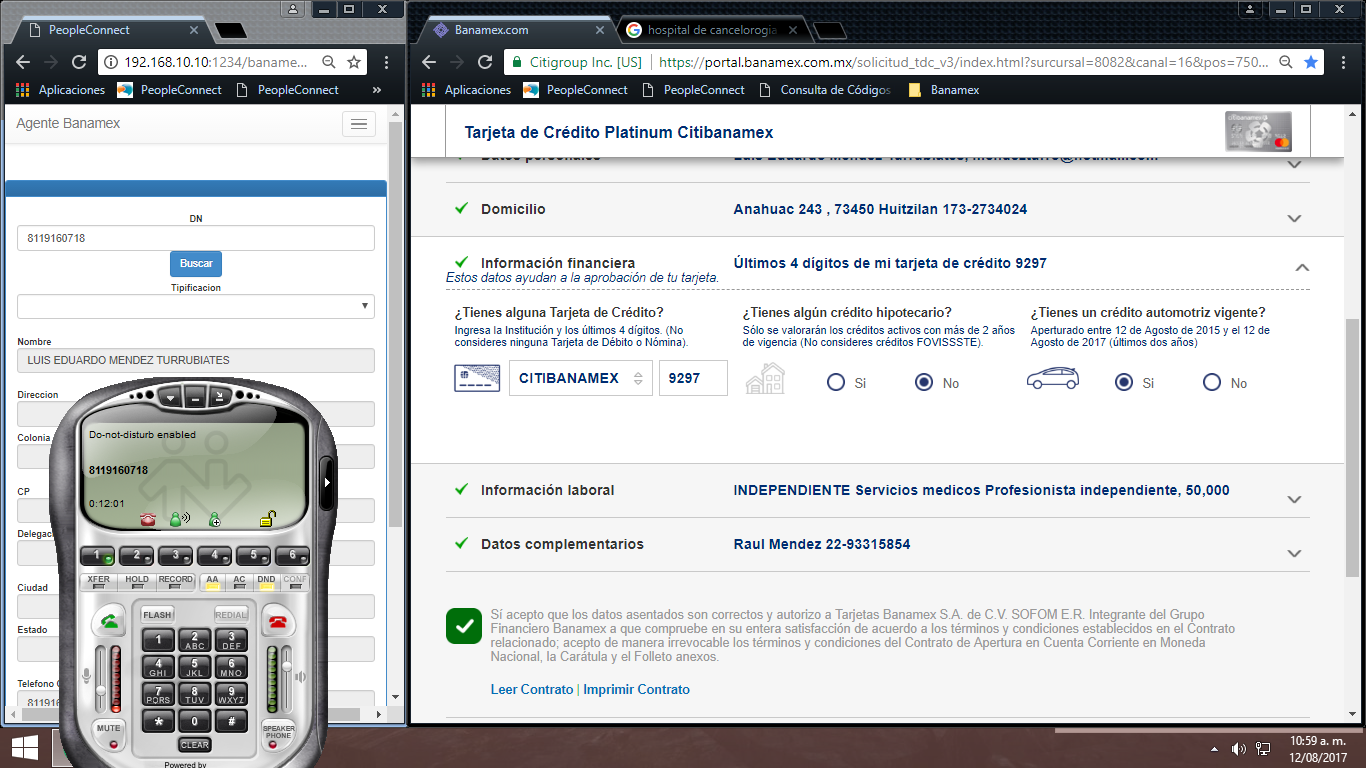 PeopleConnect
192.168.10.10:1234/baname...
Aplicaciones PeopleConnect PeopleConnect »
Agente Banamex
DN
8119160718
Buscar
Tipificacion
Nombre
LUIS EDUARDO MENDEZ TURRUBIATES
Direccion
Colonia
CP
Delegac
Ciudad
Estado
Telefono
Do-not-disturb enabled
8119160718
0:12:01
1 2 3 4 5 6
XFER HOLD RECORD AA AC DND CONF
FLASH REDIAL
1 2 ABC 3 DEF
4 GHI 5 JKL 6 MNO
7 PQRS 8 TUV 9 WXYZ
* 0 #
MUTE CLEAR SPEAKER PHONE
Powered by
Banamex.com hospital de cancelorogia
Citigroup Inc. [US] https://portal.banamex.com.mx/solicitud_tdc_v3/index.html?surcursal=8082&canal=16&pos=750...
Aplicaciones PeopleConnect PeopleConnect Consulta de Códigos Banamex
Tarjeta de Crédito Platinum Citibanamex
Domicilio Anahuac 243 , 73450 Huitzilan 173-2734024
Información financiera Últimos 4 dígitos de mi tarjeta de crédito 9297
Estos datos ayudan a la aprobación de tu tarjeta.
¿Tienes alguna Tarjeta de Crédito? ¿Tienes algún crédito hipotecario? ¿Tienes un crédito automotriz vigente?
Ingresa la Institución y los últimos 4 dígitos. (No Sólo se valorarán los créditos activos con más de 2 años Aperturado entre 12 de Agosto de 2015 y el 12 de
consideres ninguna Tarjeta de Débito o Nómina). de vigencia (No consideres créditos FOVISSSTE). Agosto de 2017 (últimos dos años)
CITIBANAMEX 9297 Si No Si No
Información laboral INDEPENDIENTE Servicios medicos Profesionista independiente, 50,000
Datos complementarios Raul Mendez 22-93315854
Sí acepto que los datos asentados son correctos y autorizo a Tarjetas Banamex S.A. de C.V. SOFOM E.R. Integrante del Grupo
Financiero Banamex a que compruebe en su entera satisfacción de acuerdo a los términos y condiciones establecidos en el Contrato
relacionado; acepto de manera irrevocable los términos y condiciones del Contrato de Apertura en Cuenta Corriente en Moneda
Nacional, la Carátula y el Folleto anexos.
Leer Contrato | Imprimir Contrato
10:59 a. m.
12/08/2017